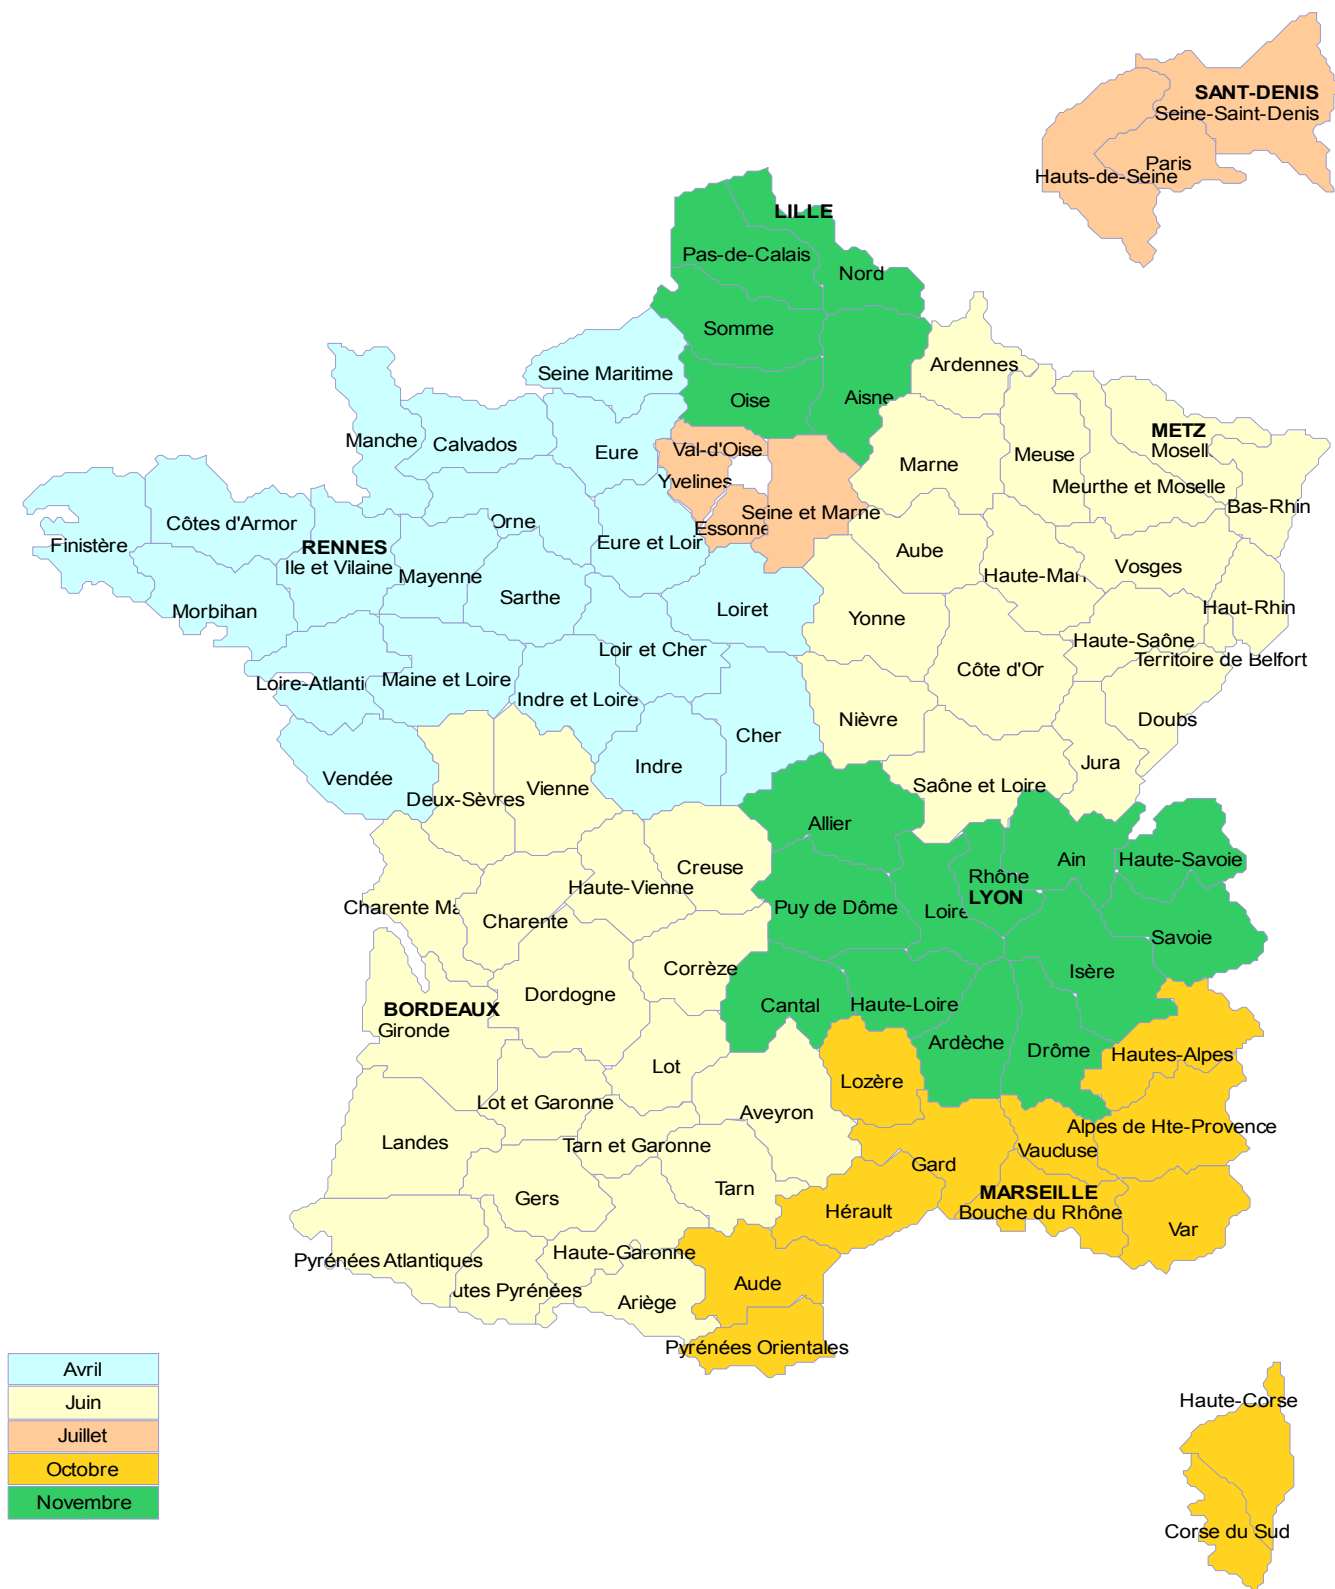 SANT-DENIS
Seine-Saint-Denis
Paris
Hauts-de-Seine
LILLE
Pas-de-Calais
Nord
Somme
Ardennes
Seine Maritime
Oise
Aisne
METZ
Manche
Calvados
Eure
Val-d'Oise
Marne
Meuse
Mosell
Yvelines
Meurthe et Moselle
Bas-Rhin
Côtes d'Armor
Orne
Seine et Marne
Essonne
Finistère
RENNES
Ile et Vilaine
Eure et Loir
Aube
Vosges
Mayenne
Haute-Mar
Sarthe
Morbihan
Loiret
Yonne
Haut-Rhin
Loir et Cher
Haute-Saône
Territoire de Belfort
Loire-Atlanti
Maine et Loire
Côte d'Or
Indre et Loire
Nièvre
Doubs
Cher
Vendée
Indre
Jura
Deux-Sèvres
Vienne
Saône et Loire
Allier
Creuse
Ain
Haute-Savoie
Haute-Vienne
Rhône
LYON
Charente Ma
Charente
Puy de Dôme
Loire
Savoie
Corrèze
Isère
Dordogne
BORDEAUX
Gironde
Cantal
Haute-Loire
Ardèche
Drôme
Hautes-Alpes
Lot
Lozère
Lot et Garonne
Aveyron
Landes
Tarn et Garonne
Alpes de Hte-Provence
Vaucluse
Gard
Gers
Tarn
MARSEILLE
Bouche du Rhône
Hérault
Var
Pyrénées Atlantiques
Haute-Garonne
utes Pyrénées
Ariège
Aude
Pyrénées Orientales
Avril
Juin
Juillet
Octobre
Novembre
Haute-Corse
Corse du Sud